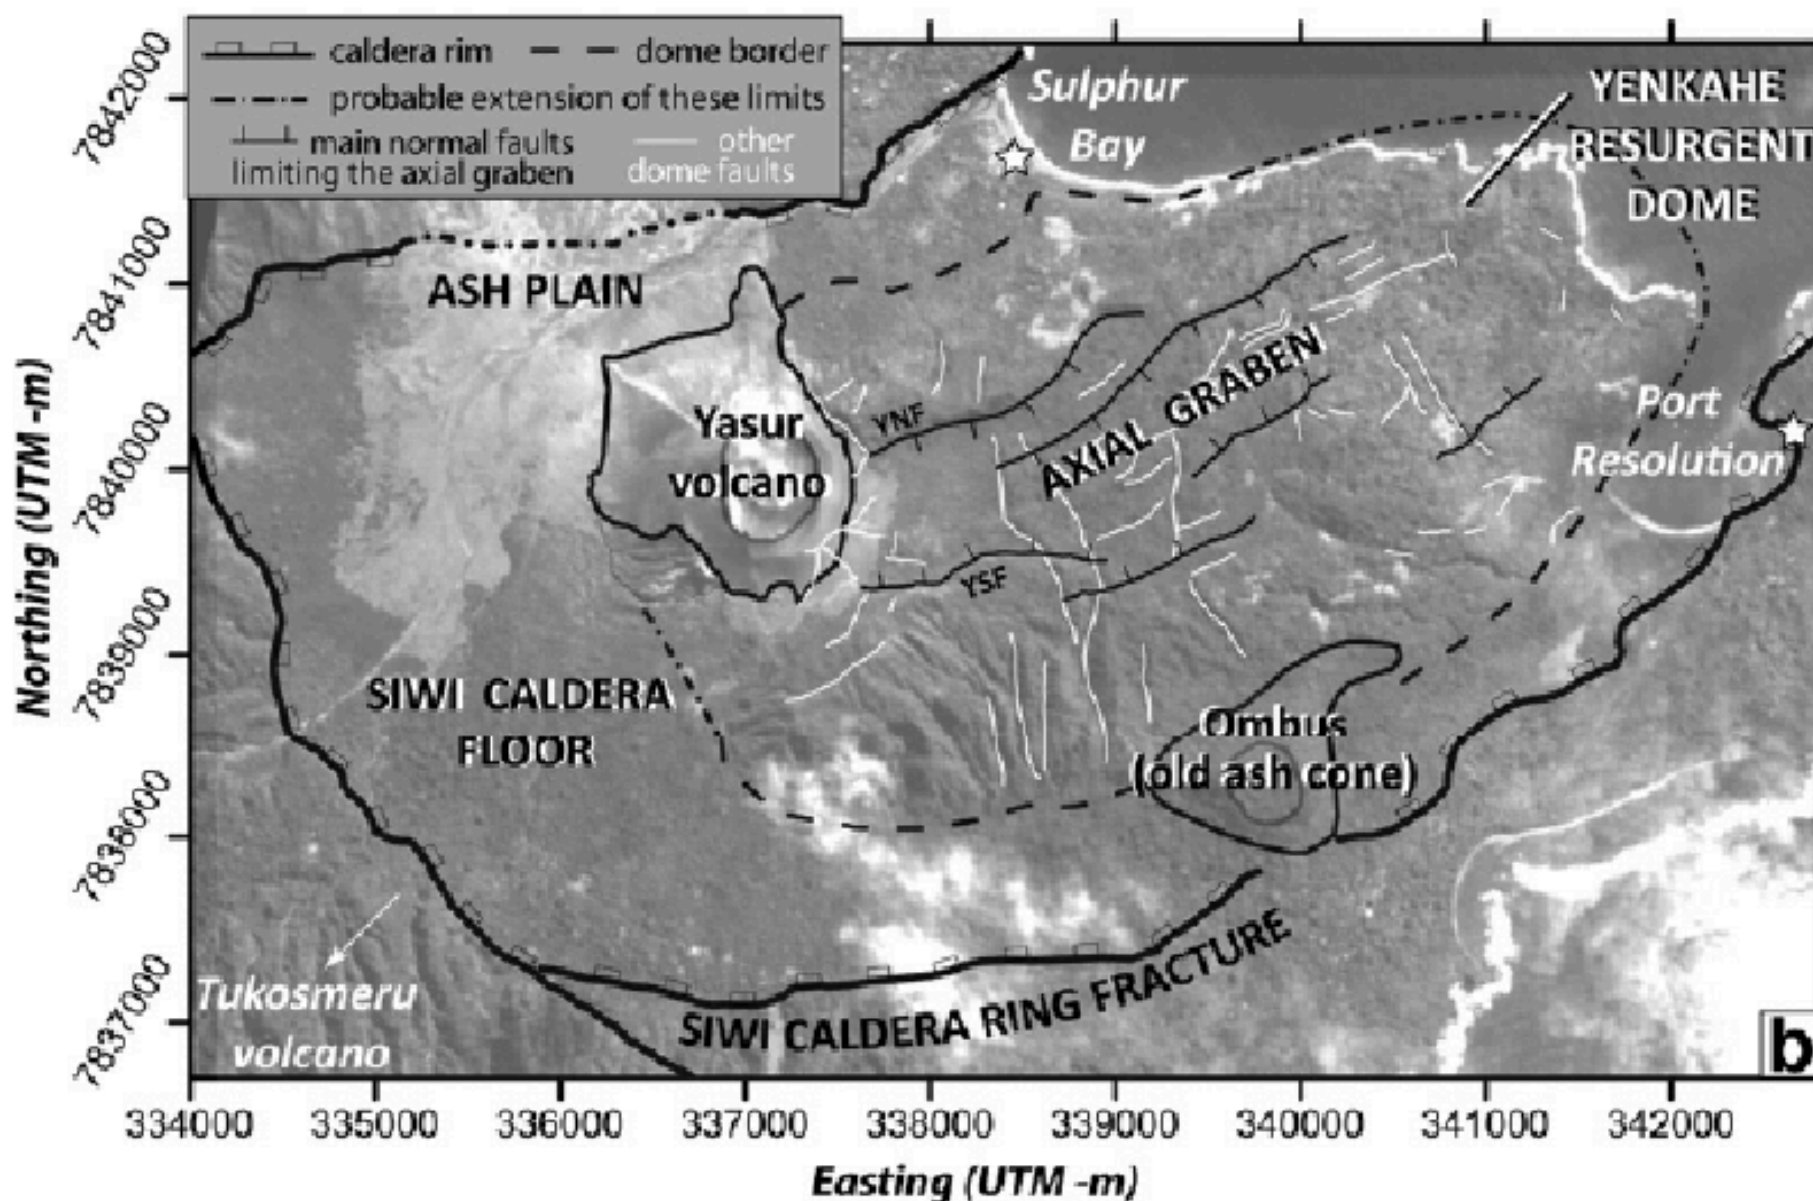 caldera rim
dome border
probable extension of these limits
main normal faults
limiting the axial graben
other
dome faults
Sulphur
Bay
YENKAHE
RESURGENT
DOME
ASH PLAIN
Yasur
volcano
YNF
AXIAL GRABEN
Port
Resolution
YSF
SIWI CALDERA
FLOOR
Ombus
(old ash cone)
SIWI CALDERA RING FRACTURE
Tukosmeru
volcano
b
Northing (UTM -m)
7842000
7841000
7840000
7839000
7838000
7837000
334000 335000 336000 337000 338000 339000 340000 341000 342000
Easting (UTM -m)